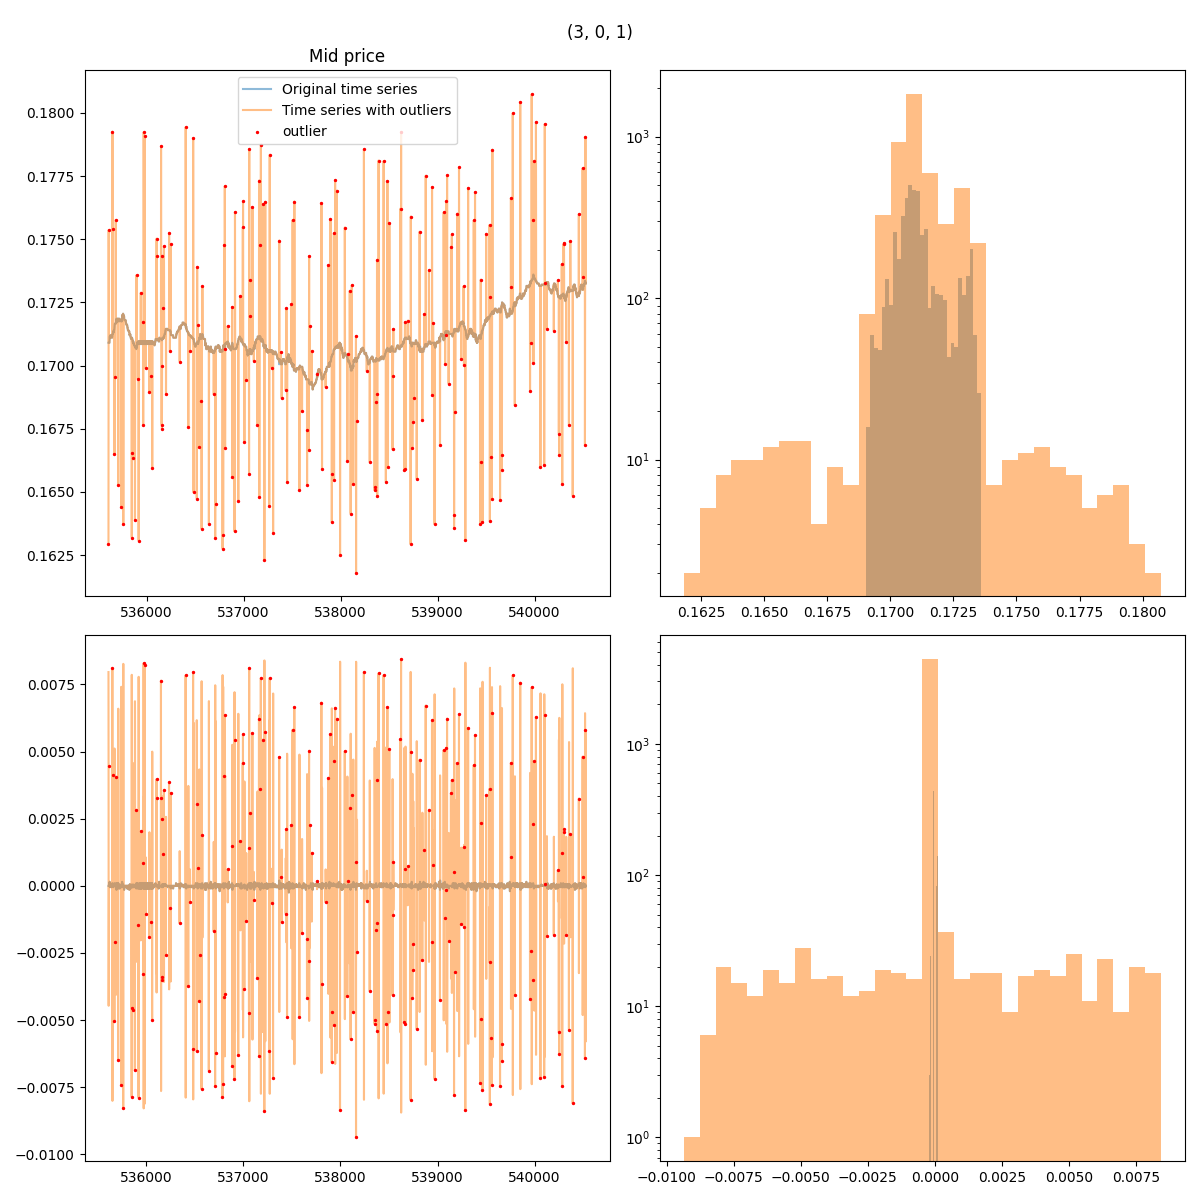 (3, 0, 1)
Mid price
Original time series
Time series with outliers
outlier
0.1800
0.1775
0.1750
0.1725
0.1700
0.1675
0.1650
0.1625
536000 537000 538000 539000 540000
10³
10²
10¹
0.1625 0.1650 0.1675 0.1700 0.1725 0.1750 0.1775 0.1800
0.0075
0.0050
0.0025
0.0000
−0.0025
−0.0050
−0.0075
−0.0100
536000 537000 538000 539000 540000
10³
10²
10¹
10⁰
−0.0100 −0.0075 −0.0050 −0.0025 0.0000 0.0025 0.0050 0.0075